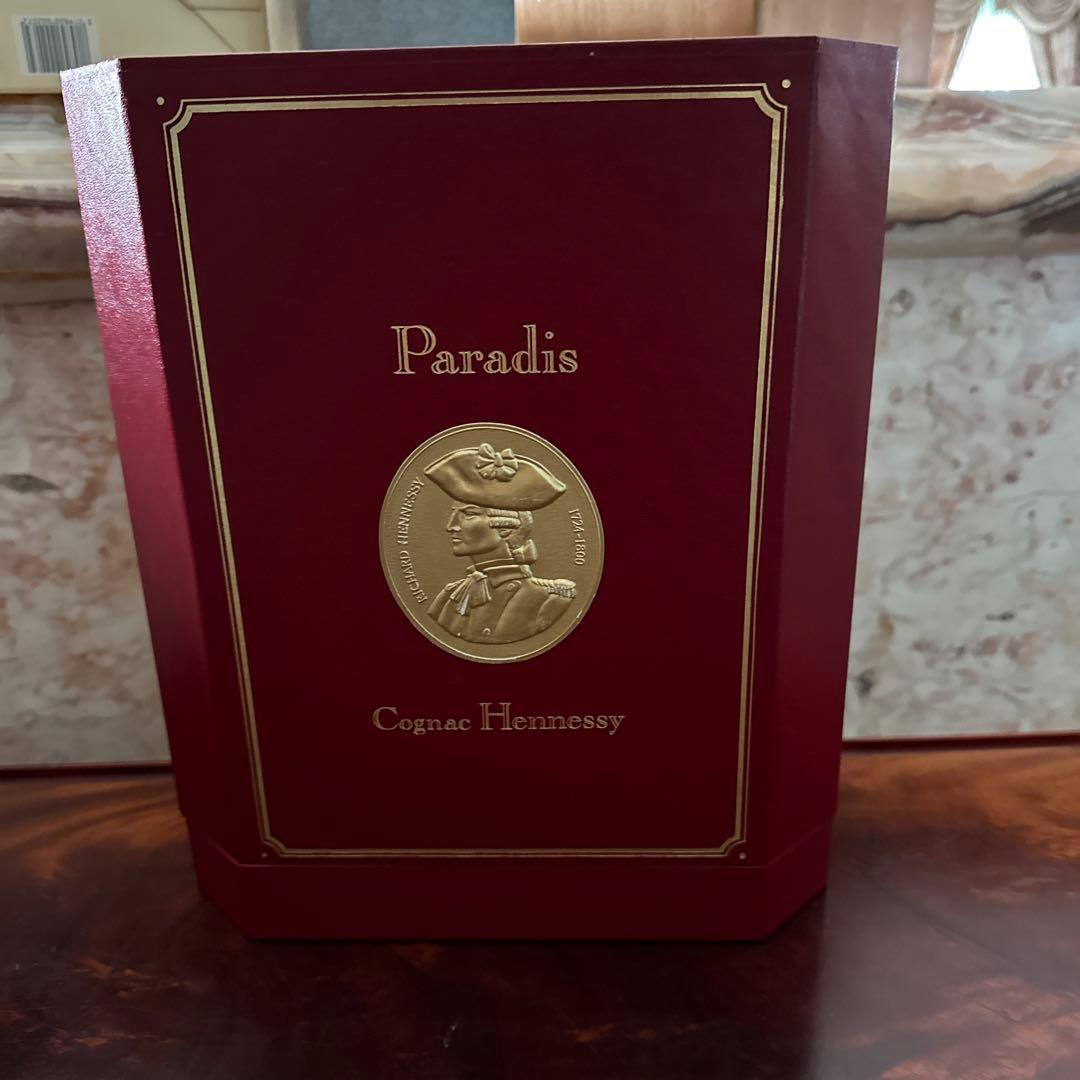 Paradis
RICHARD HENNESSY
1724-1800
Cognac Hennessy